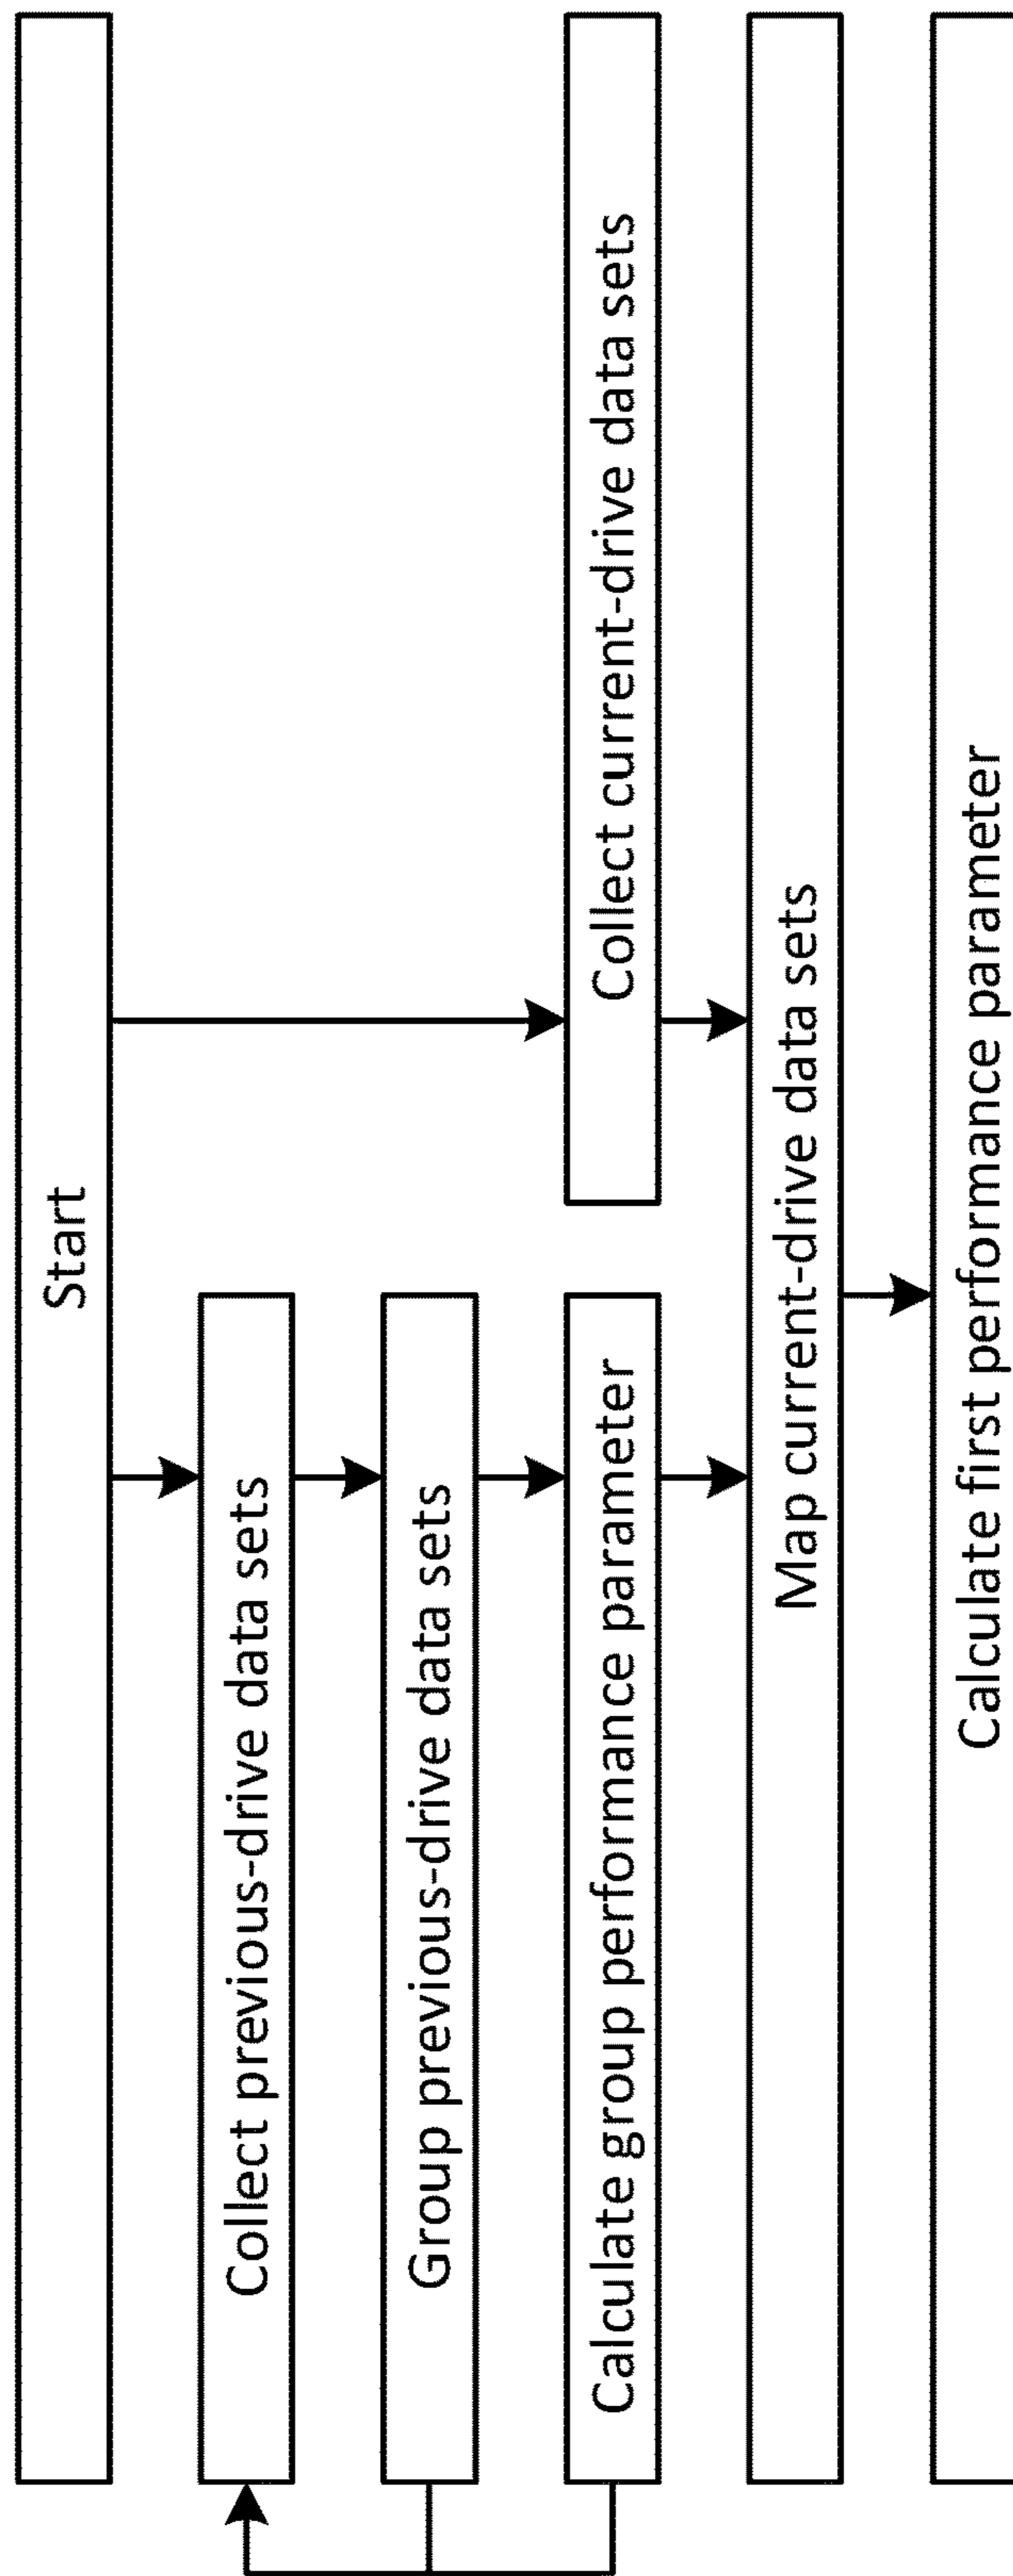 Start
Collect previous-drive data sets
Group previous-drive data sets
Calculate group performance parameter
Collect current-drive data sets
Map current-drive data sets
Calculate first performance parameter